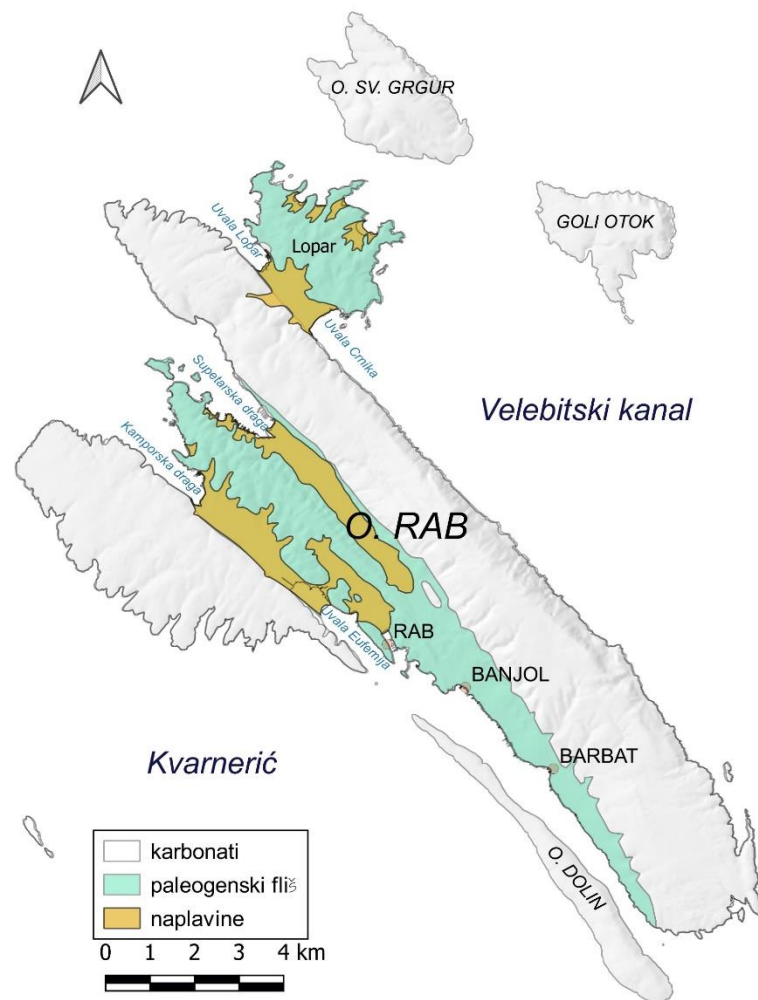 O. SV. GRGUR
GOLI OTOK
Lopar
Uvala Lopar
Uvala Crnika
Supetarska draga
Velebitski kanal
Kamporska draga
O. RAB
Uvala Eufemija
RAB
BANJOL
BARBAT
Kvarnerić
O. DOLIN
karbonati
paleogenski fliš
naplavine
0 1 2 3 4 km